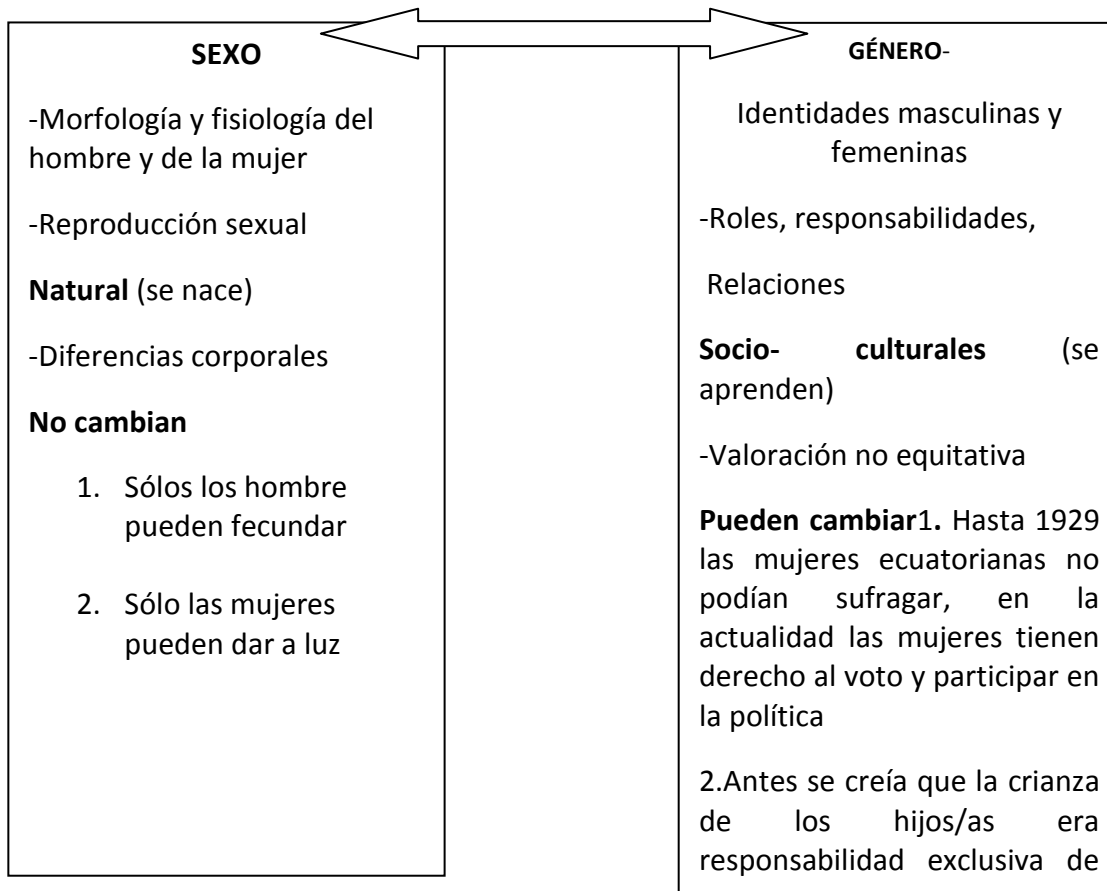 SEXO
-Morfología y fisiología del
hombre y de la mujer
-Reproducción sexual
Natural (se nace)
-Diferencias corporales
No cambian
1. Sólos los hombre
pueden fecundar
2. Sólo las mujeres
pueden dar a luz
GÉNERO-
Identidades masculinas y
femeninas
-Roles, responsabilidades,
Relaciones
Socio- culturales (se
aprenden)
-Valoración no equitativa
Pueden cambiar1. Hasta 1929
las mujeres ecuatorianas no
podían sufragar, en la
actualidad las mujeres tienen
derecho al voto y participar en
la política
2.Antes se creía que la crianza
de los hijos/as era
responsabilidad exclusiva de